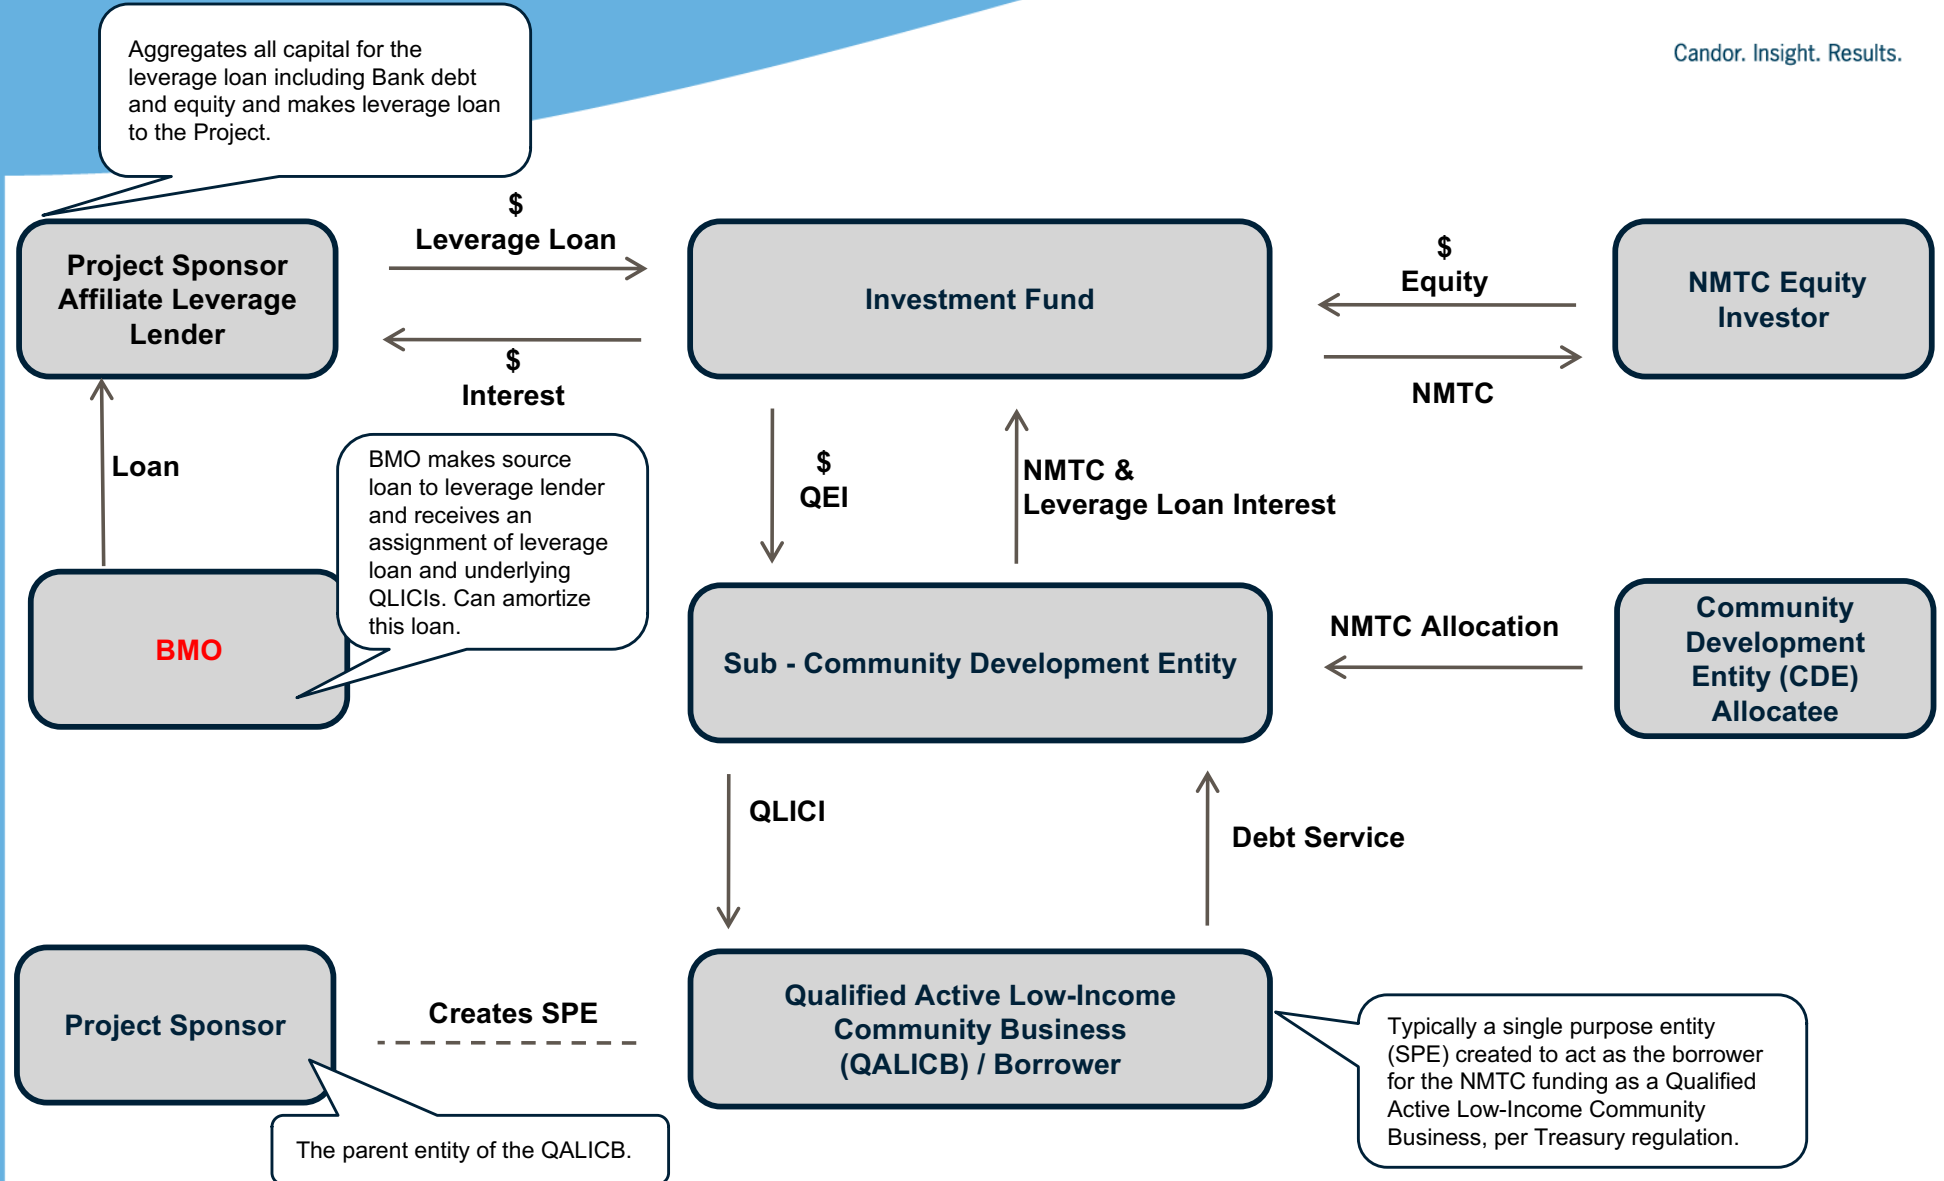 Aggregates all capital for the
leverage loan including Bank debt
and equity and makes leverage loan
to the Project.
Candor. Insight. Results.
$
Leverage Loan
Project Sponsor
Affiliate Leverage
Lender
Investment Fund
$
Equity
NMTC Equity
Investor
$
Interest
NMTC
Loan
BMO makes source
loan to leverage lender
and receives an
assignment of leverage
loan and underlying
QLICIs. Can amortize
this loan.
$
QEI
NMTC &
Leverage Loan Interest
BMO
Sub - Community Development Entity
NMTC Allocation
Community
Development
Entity (CDE)
Allocatee
QLICI
Debt Service
Project Sponsor
Creates SPE
Qualified Active Low-Income
Community Business
(QALICB) / Borrower
Typically a single purpose entity
(SPE) created to act as the borrower
for the NMTC funding as a Qualified
Active Low-Income Community
Business, per Treasury regulation.
The parent entity of the QALICB.